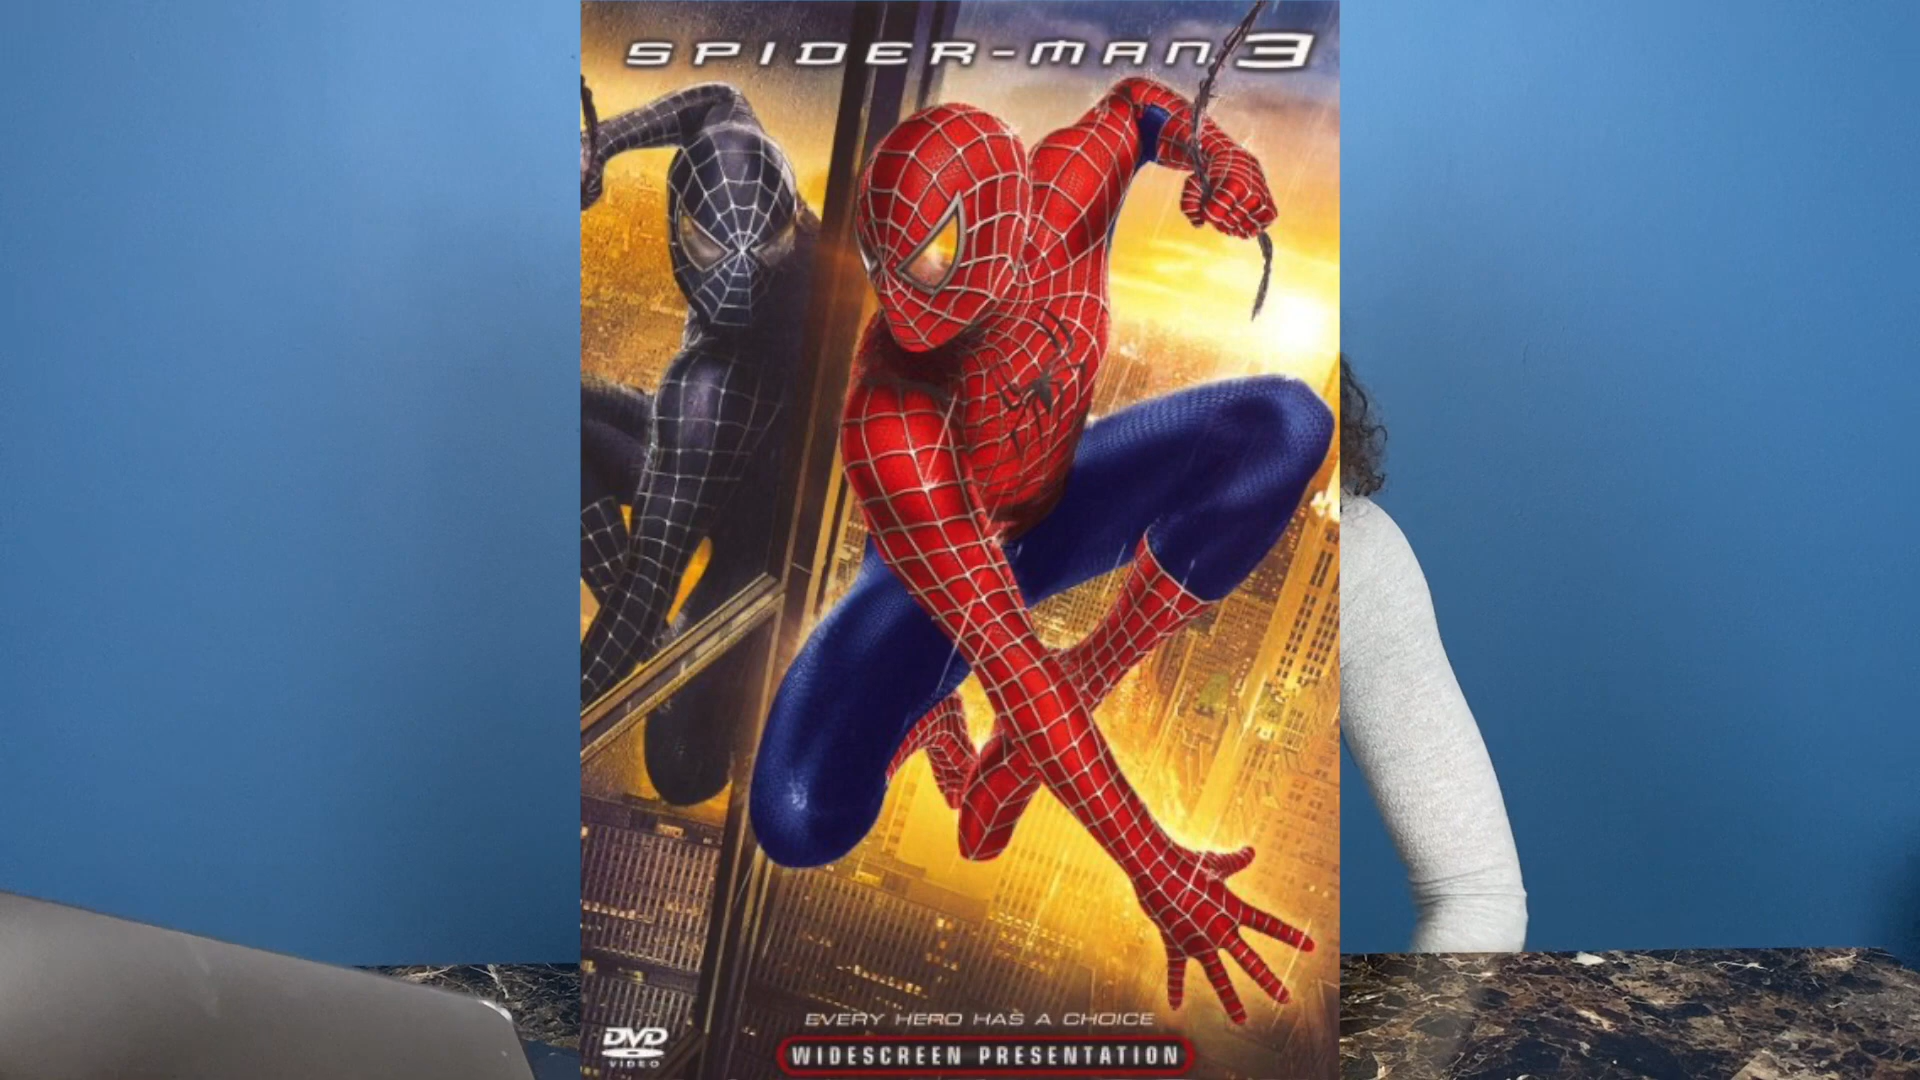 SPIDER-MAN 3
EVERY HERO HAS A CHOICE
DVD
VIDEO
WIDESCREEN PRESENTATION